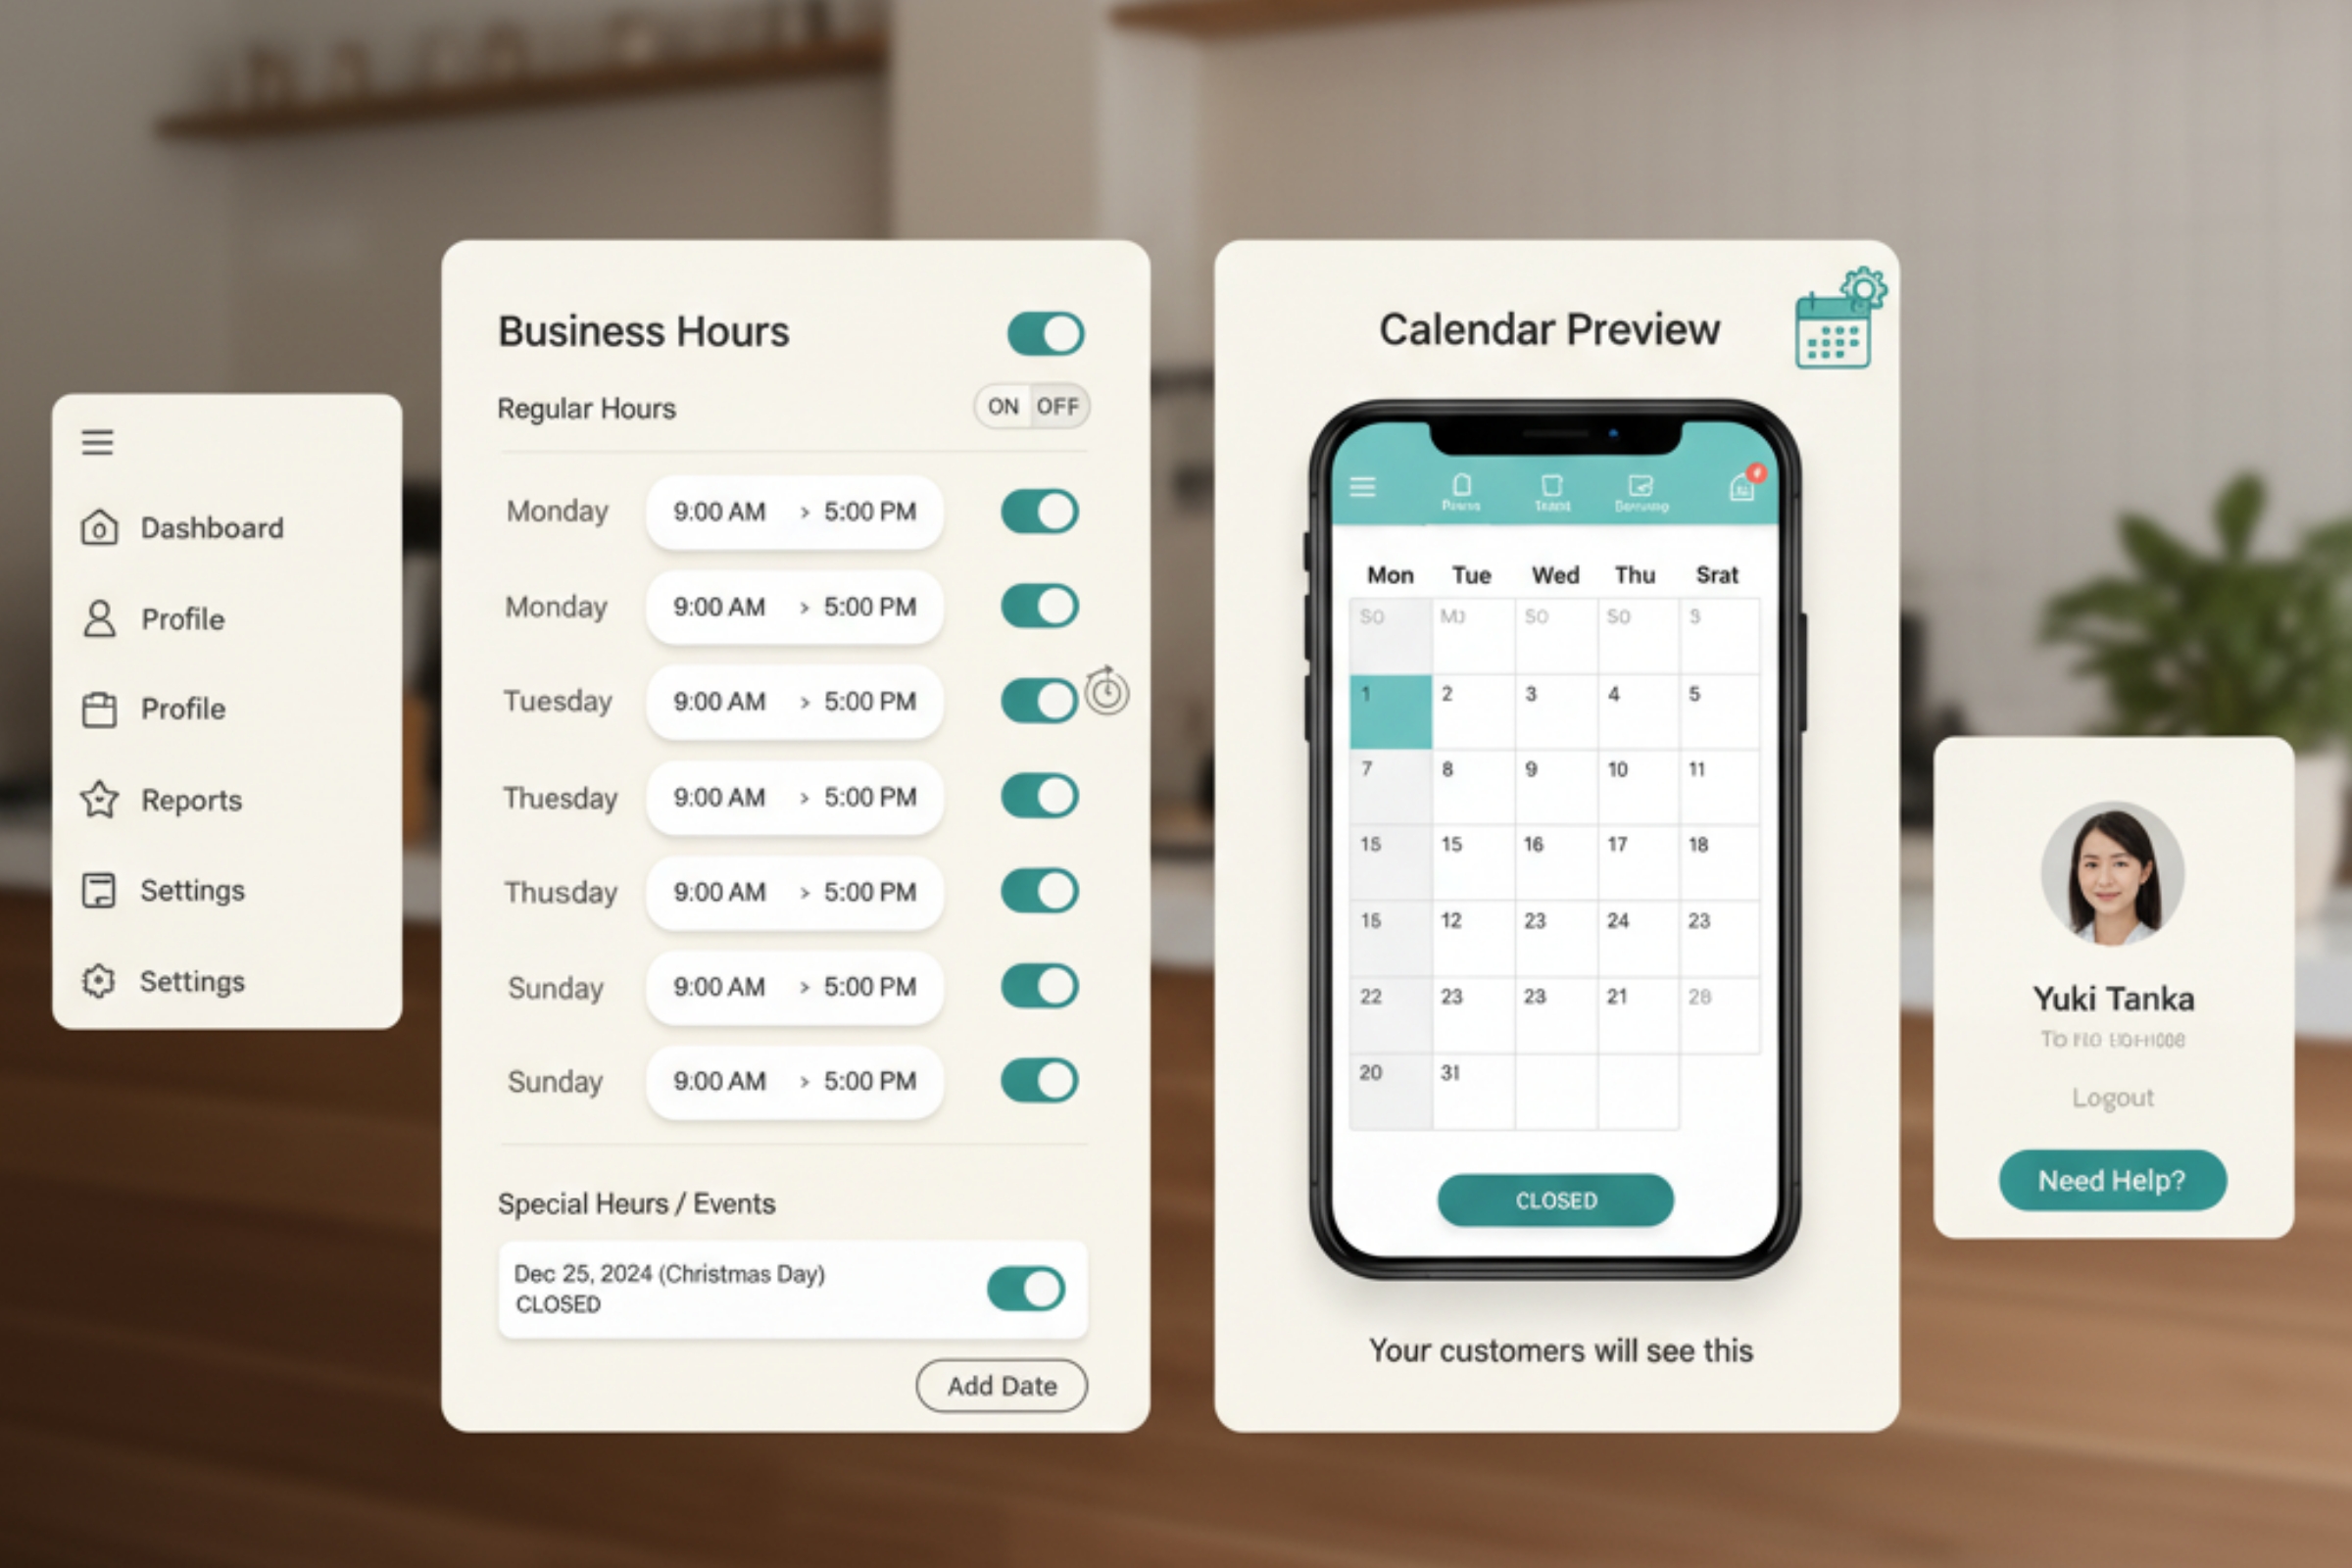 Dashboard
Profile
Profile
Reports
Settings
Settings
Business Hours
Regular Hours
ON OFF
Monday 9:00 AM > 5:00 PM
Monday 9:00 AM > 5:00 PM
Tuesday 9:00 AM > 5:00 PM
Thuesday 9:00 AM > 5:00 PM
Thusday 9:00 AM > 5:00 PM
Sunday 9:00 AM > 5:00 PM
Sunday 9:00 AM > 5:00 PM
Special Heurs / Events
Dec 25, 2024 (Christmas Day)
CLOSED
Add Date
Calendar Preview
Mon Tue Wed Thu Srat
SO SO SO
1 2 3 4 5
7 8 9 10 11
15 15 16 17 18
15 12 23 24 23
22 23 23 21 28
20 31
CLOSED
Your customers will see this
Yuki Tanka
Logout
Need Help?